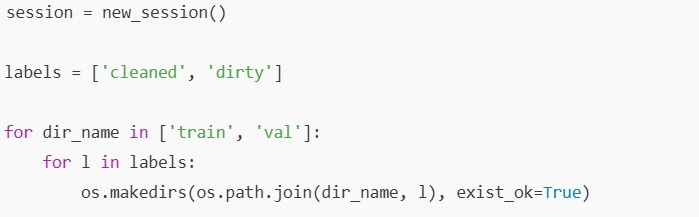 session = new_session()
labels = ['cleaned', 'dirty']
for dir_name in ['train', 'val']:
    for l in labels:
        os.makedirs(os.path.join(dir_name, l), exist_ok=True)